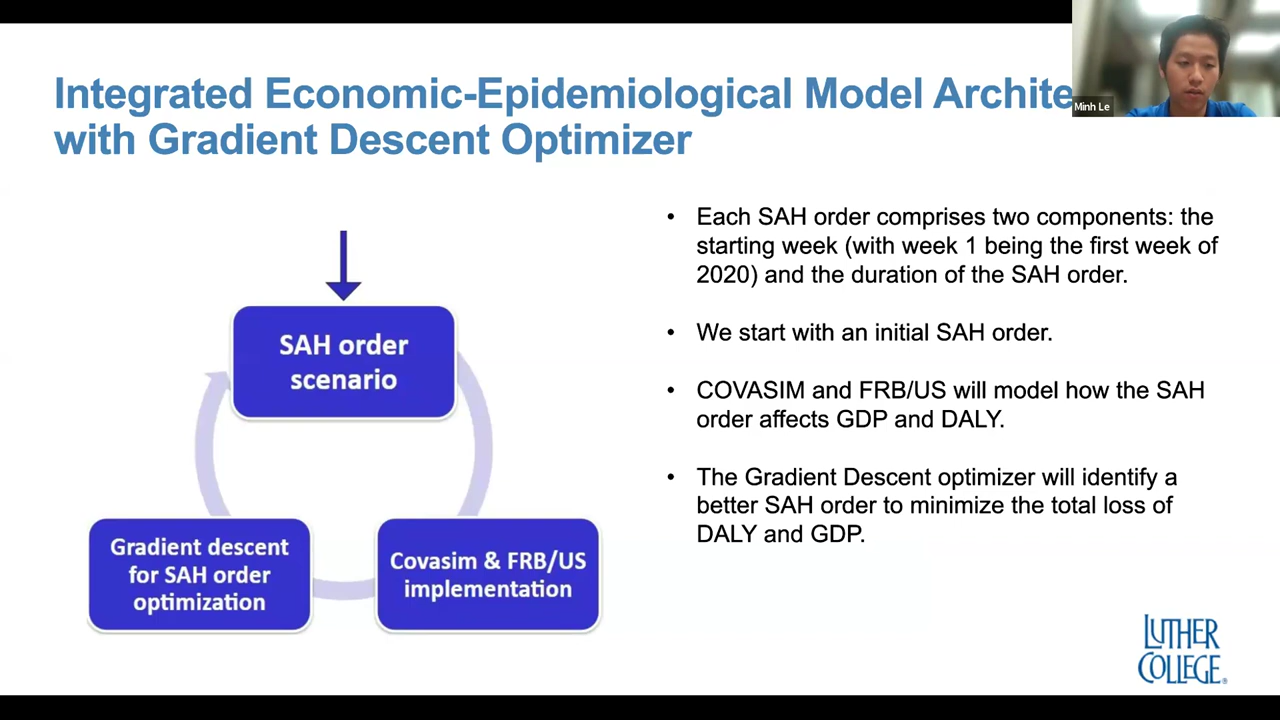 Integrated Economic-Epidemiological Model Archite
with Gradient Descent Optimizer
Minh Le
• Each SAH order comprises two components: the
starting week (with week 1 being the first week of
2020) and the duration of the SAH order.
• We start with an initial SAH order.
• COVASIM and FRB/US will model how the SAH
order affects GDP and DALY.
• The Gradient Descent optimizer will identify a
better SAH order to minimize the total loss of
DALY and GDP.
SAH order
scenario
Gradient descent
for SAH order
optimization
Covasim & FRB/US
implementation
LUTHER
COLLEGE®